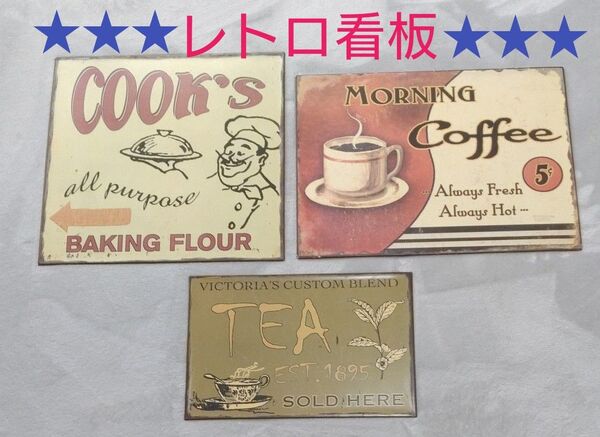 ★★★レトロ看板★★★
COOK's
all purpose
BAKING FLOUR
MORNING
Coffee
5¢
... Always Fresh
Always Hot ...
VICTORIA'S CUSTOM BLEND
TEA
EST. 1895
SOLD HERE